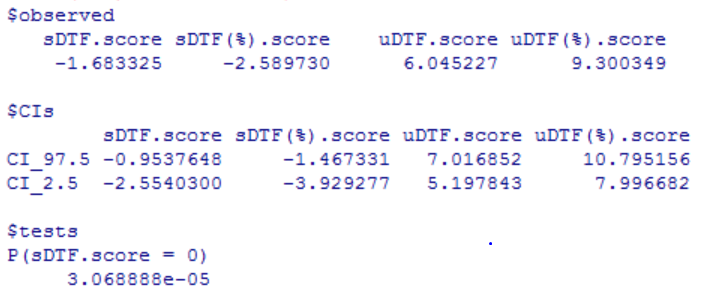 $observed
sDTF.score sDTF(%).score uDTF.score uDTF(%).score
-1.683325 -2.589730 6.045227 9.300349
$CIs
sDTF.score sDTF(%).score uDTF.score uDTF(%).score
CI_97.5 -0.9537648 -1.467331 7.016852 10.795156
CI_2.5 -2.5540300 -3.929277 5.197843 7.996682
$tests
P(sDTF.score = 0)
3.068888e-05